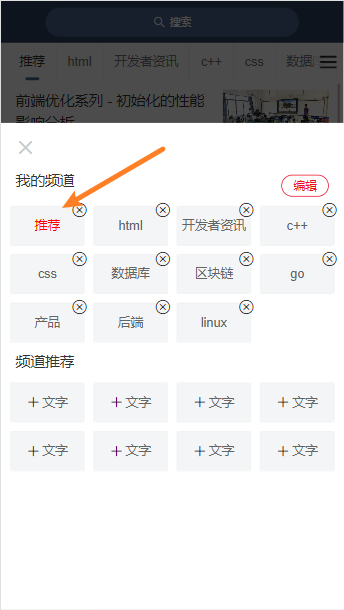 搜索
推荐 html 开发者资讯 c++ css 数据
前端优化系列 - 初始化的性能
影响分析
我的频道 编辑
推荐 html 开发者资讯 c++
css 数据库 区块链 go
产品 后端 linux
频道推荐
+ 文字 + 文字 + 文字 + 文字
+ 文字 + 文字 + 文字 + 文字